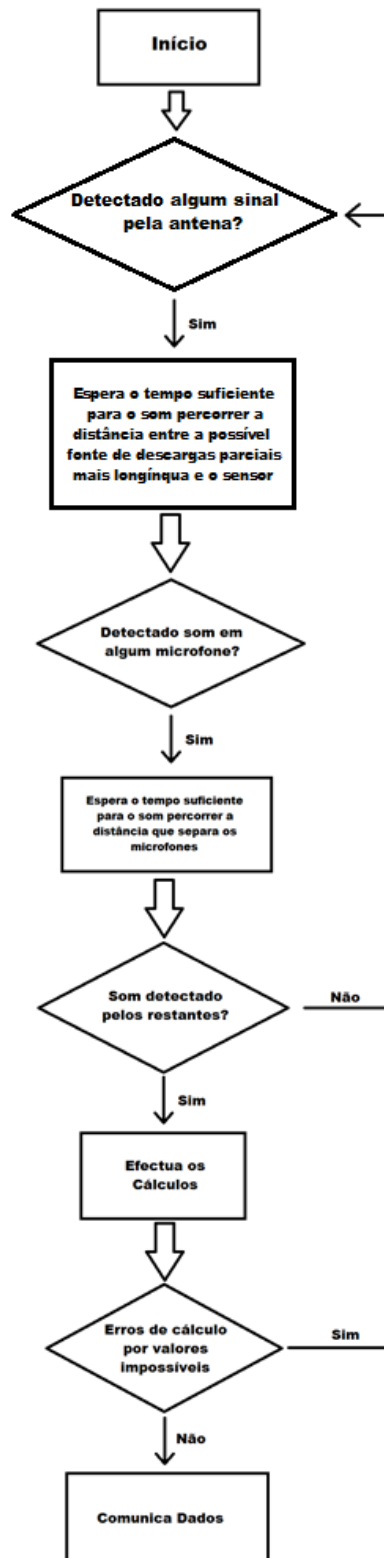 Início
Detectado algum sinal
pela antena?
Sim
Espera o tempo suficiente
para o som percorrer a
distância entre a possível
fonte de descargas parciais
mais longínqua e o sensor
Detectado som em
algum microfone?
Sim
Espera o tempo suficiente
para o som percorrer a
distância que separa os
microfones
Som detectado
pelos restantes?
Não
Sim
Efectua os
Cálculos
Erros de cálculo
por valores
impossíveis
Sim
Não
Comunica Dados